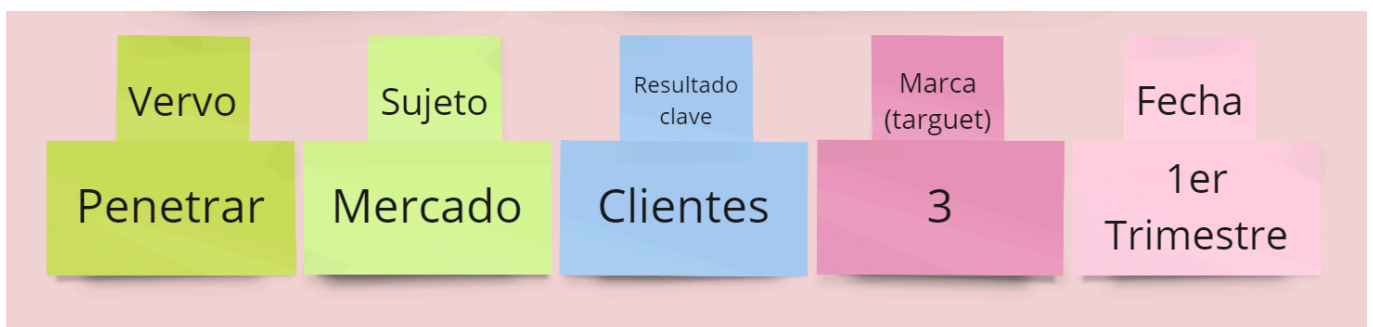 Vervo
Sujeto
Resultado
clave
Marca
(targuet)
Fecha
Penetrar
Mercado
Clientes
3
1er
Trimestre